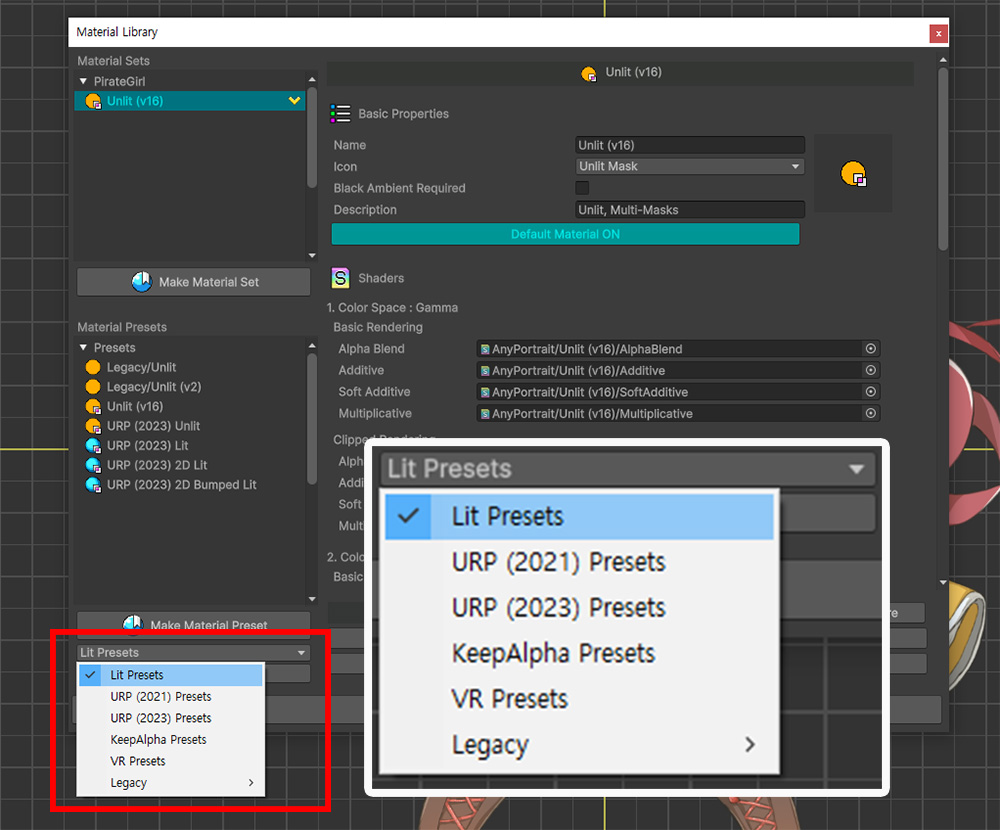 Material Library
x
Material Sets
PirateGirl
Unlit (v16)
Make Material Set
Material Presets
Presets
Legacy/Unlit
Legacy/Unlit (v2)
Unlit (v16)
URP (2023) Unlit
URP (2023) Lit
URP (2023) 2D Lit
URP (2023) 2D Bumped Lit
Make Material Preset
Lit Presets
Lit Presets
URP (2021) Presets
URP (2023) Presets
KeepAlpha Presets
VR Presets
Legacy
Unlit (v16)
Basic Properties
Name Unlit (v16)
Icon Unlit Mask
Black Ambient Required
Description Unlit, Multi-Masks
Default Material ON
S Shaders
1. Color Space : Gamma
Basic Rendering
Alpha Blend AnyPortrait/Unlit (v16)/AlphaBlend
Additive AnyPortrait/Unlit (v16)/Additive
Soft Additive AnyPortrait/Unlit (v16)/SoftAdditive
Multiplicative AnyPortrait/Unlit (v16)/Multiplicative
Clipped Rendering
Alph
Addi
Soft
Mult
2. Colo
Basic
Lit Presets
Lit Presets
URP (2021) Presets
URP (2023) Presets
KeepAlpha Presets
VR Presets
Legacy